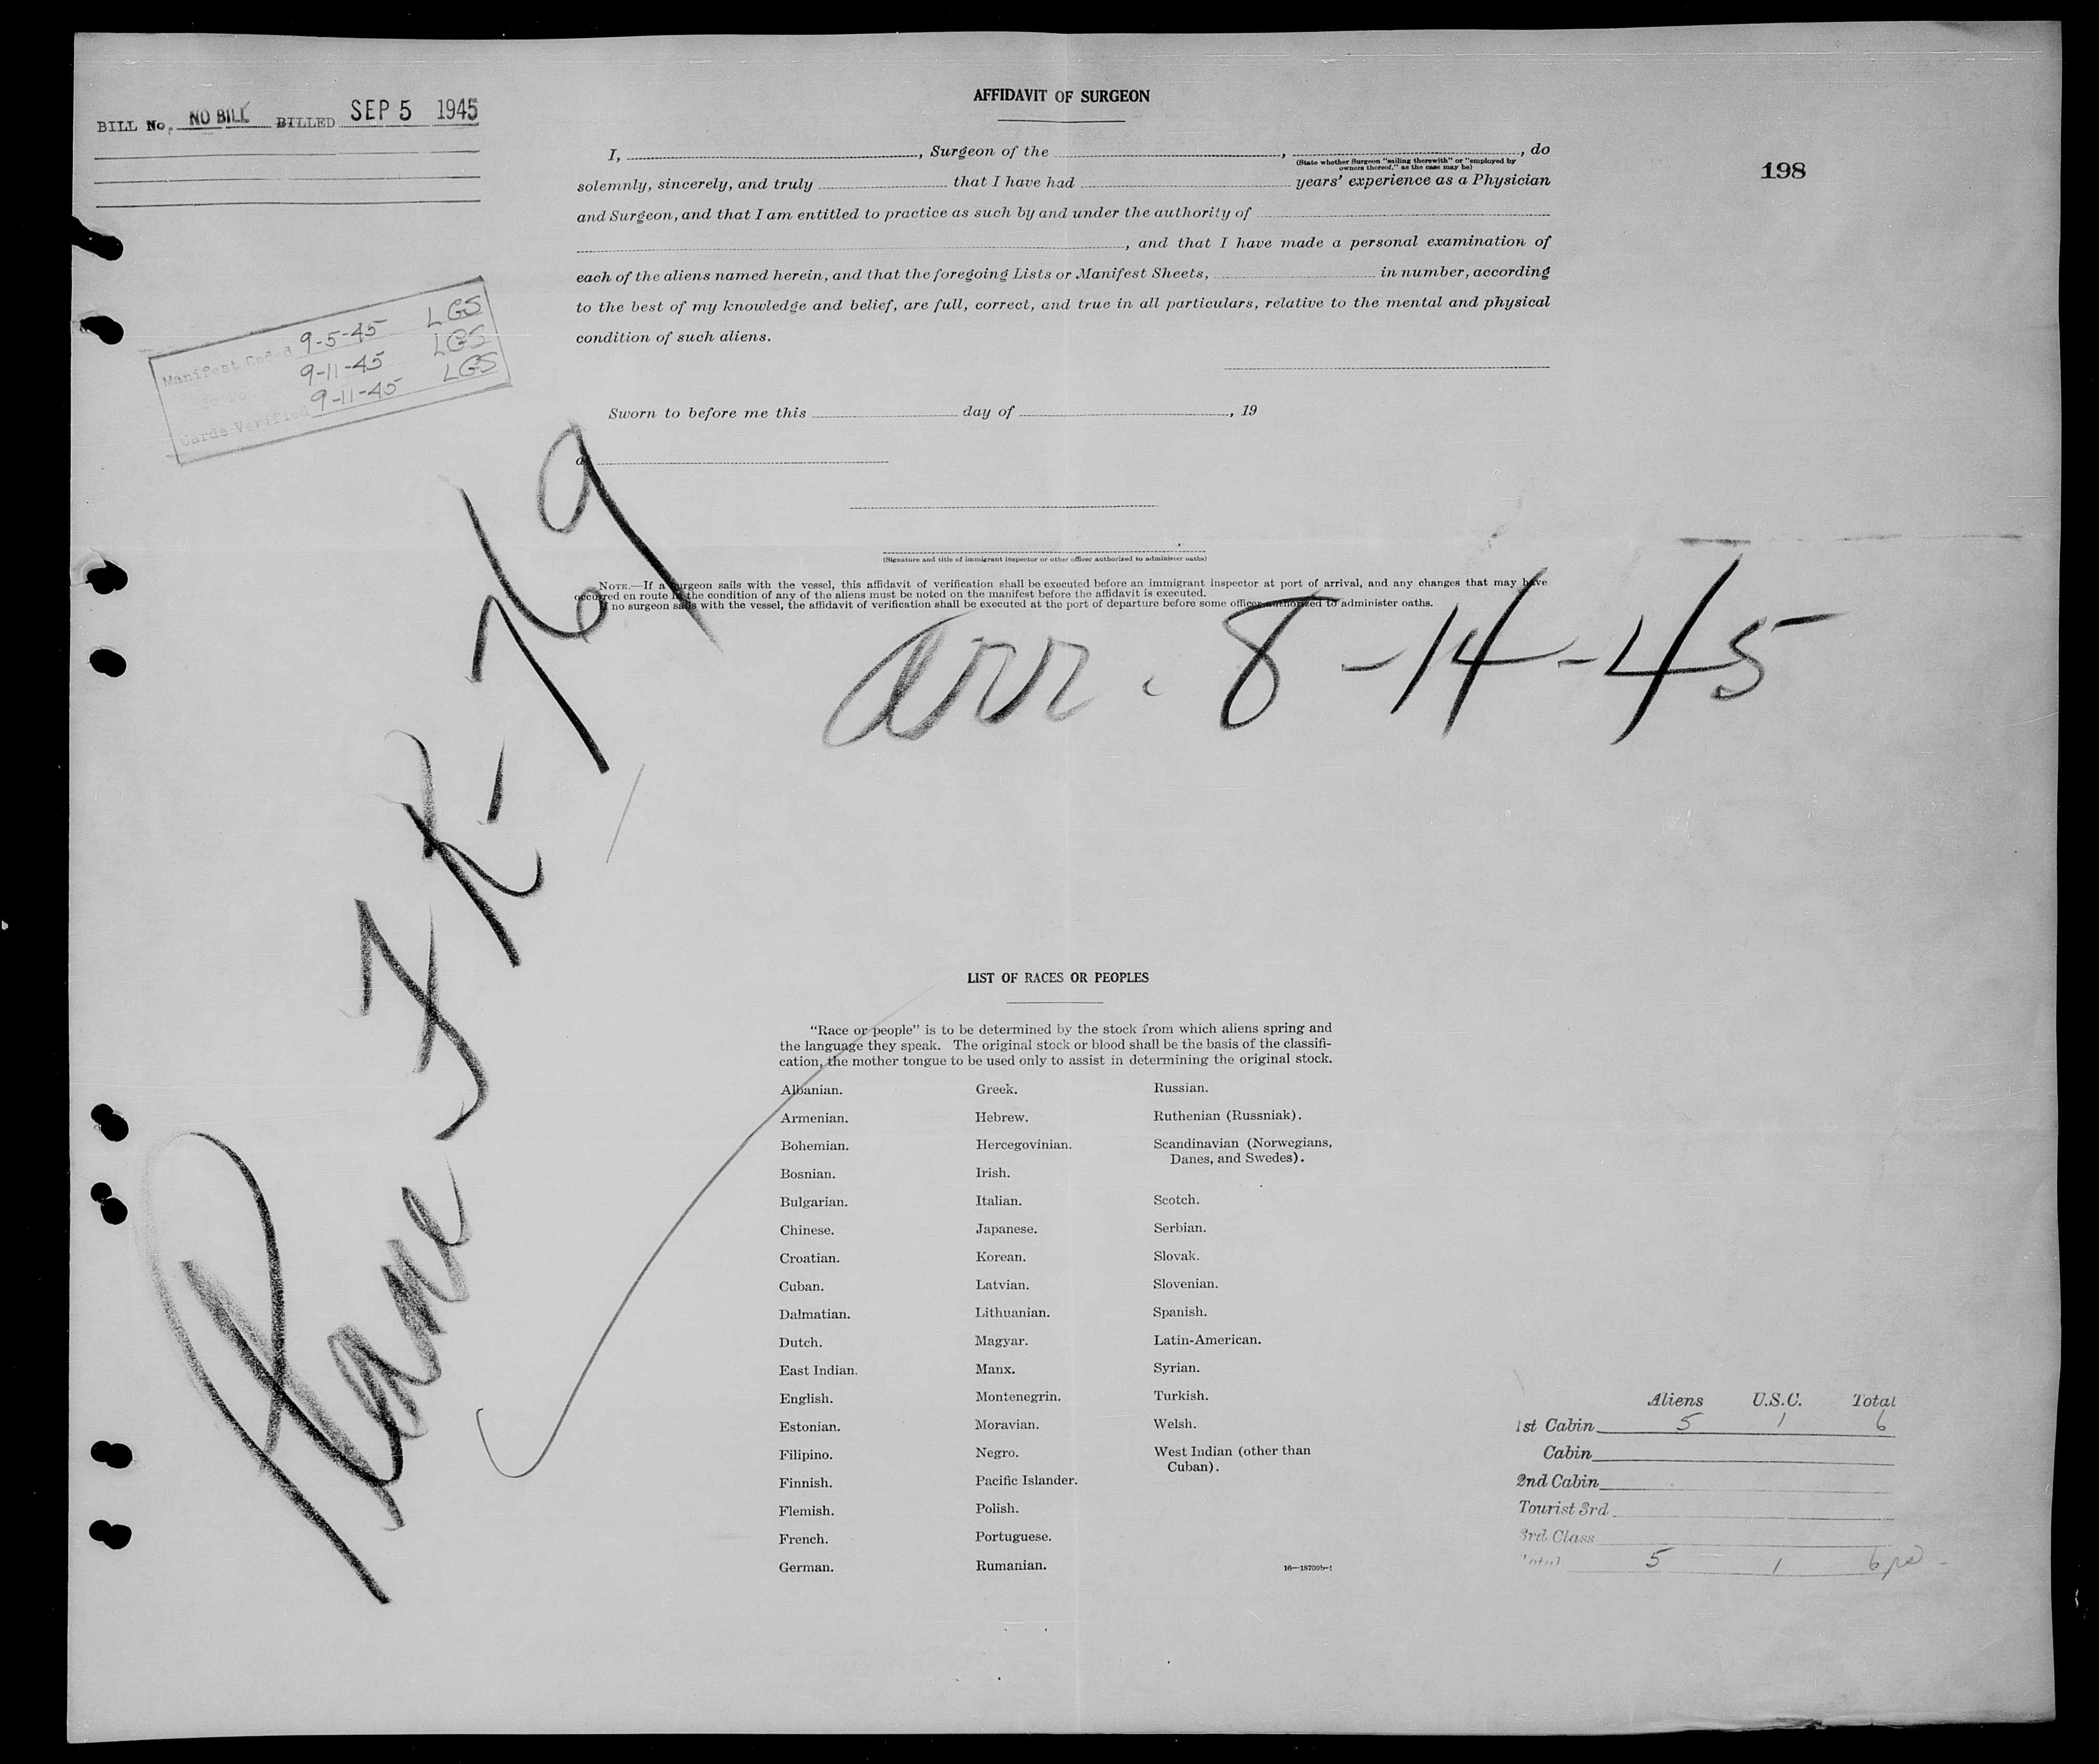 BILL No. NO BILL BILLED SEP 5 1945
198
Manifest Coded 9-5-45 LGS
9-11-45 LGS
Cards Verified 9-11-45 LGS
AFFIDAVIT OF SURGEON
I, , Surgeon of the , , do
(State whether Surgeon "sailing therewith" or "employed by
owners thereof," as the case may be)
solemnly, sincerely, and truly that I have had years' experience as a Physician
and Surgeon, and that I am entitled to practice as such by and under the authority of
, and that I have made a personal examination of
each of the aliens named herein, and that the foregoing Lists or Manifest Sheets, in number, according
to the best of my knowledge and belief, are full, correct, and true in all particulars, relative to the mental and physical
condition of such aliens.
Sworn to before me this day of , 19
(Signature and title of immigrant inspector or other officer authorized to administer oaths)
NOTE.—If a surgeon sails with the vessel, this affidavit of verification shall be executed before an immigrant inspector at port of arrival, and any changes that may have
occurred en route in the condition of any of the aliens must be noted on the manifest before the affidavit is executed.
If no surgeon sails with the vessel, the affidavit of verification shall be executed at the port of departure before some officer authorized to administer oaths.
arr. 8-14-45
Plane
LIST OF RACES OR PEOPLES
"Race or people" is to be determined by the stock from which aliens spring and
the language they speak. The original stock or blood shall be the basis of the classifi-
cation, the mother tongue to be used only to assist in determining the original stock.
Albanian.
Armenian.
Bohemian.
Bosnian.
Bulgarian.
Chinese.
Croatian.
Cuban.
Dalmatian.
Dutch.
East Indian.
English.
Estonian.
Filipino.
Finnish.
Flemish.
French.
German.
Greek.
Hebrew.
Hercegovinian.
Irish.
Italian.
Japanese.
Korean.
Latvian.
Lithuanian.
Magyar.
Manx.
Montenegrin.
Moravian.
Negro.
Pacific Islander.
Polish.
Portuguese.
Rumanian.
Russian.
Ruthenian (Russniak).
Scandinavian (Norwegians,
Danes, and Swedes).
Scotch.
Serbian.
Slovak.
Slovenian.
Spanish.
Latin-American.
Syrian.
Turkish.
Welsh.
West Indian (other than
Cuban).
16—18709b-1
Aliens U.S.C. Total
1st Cabin 5 1 6
Cabin
2nd Cabin
Tourist 3rd
3rd Class
Total 5 1 6